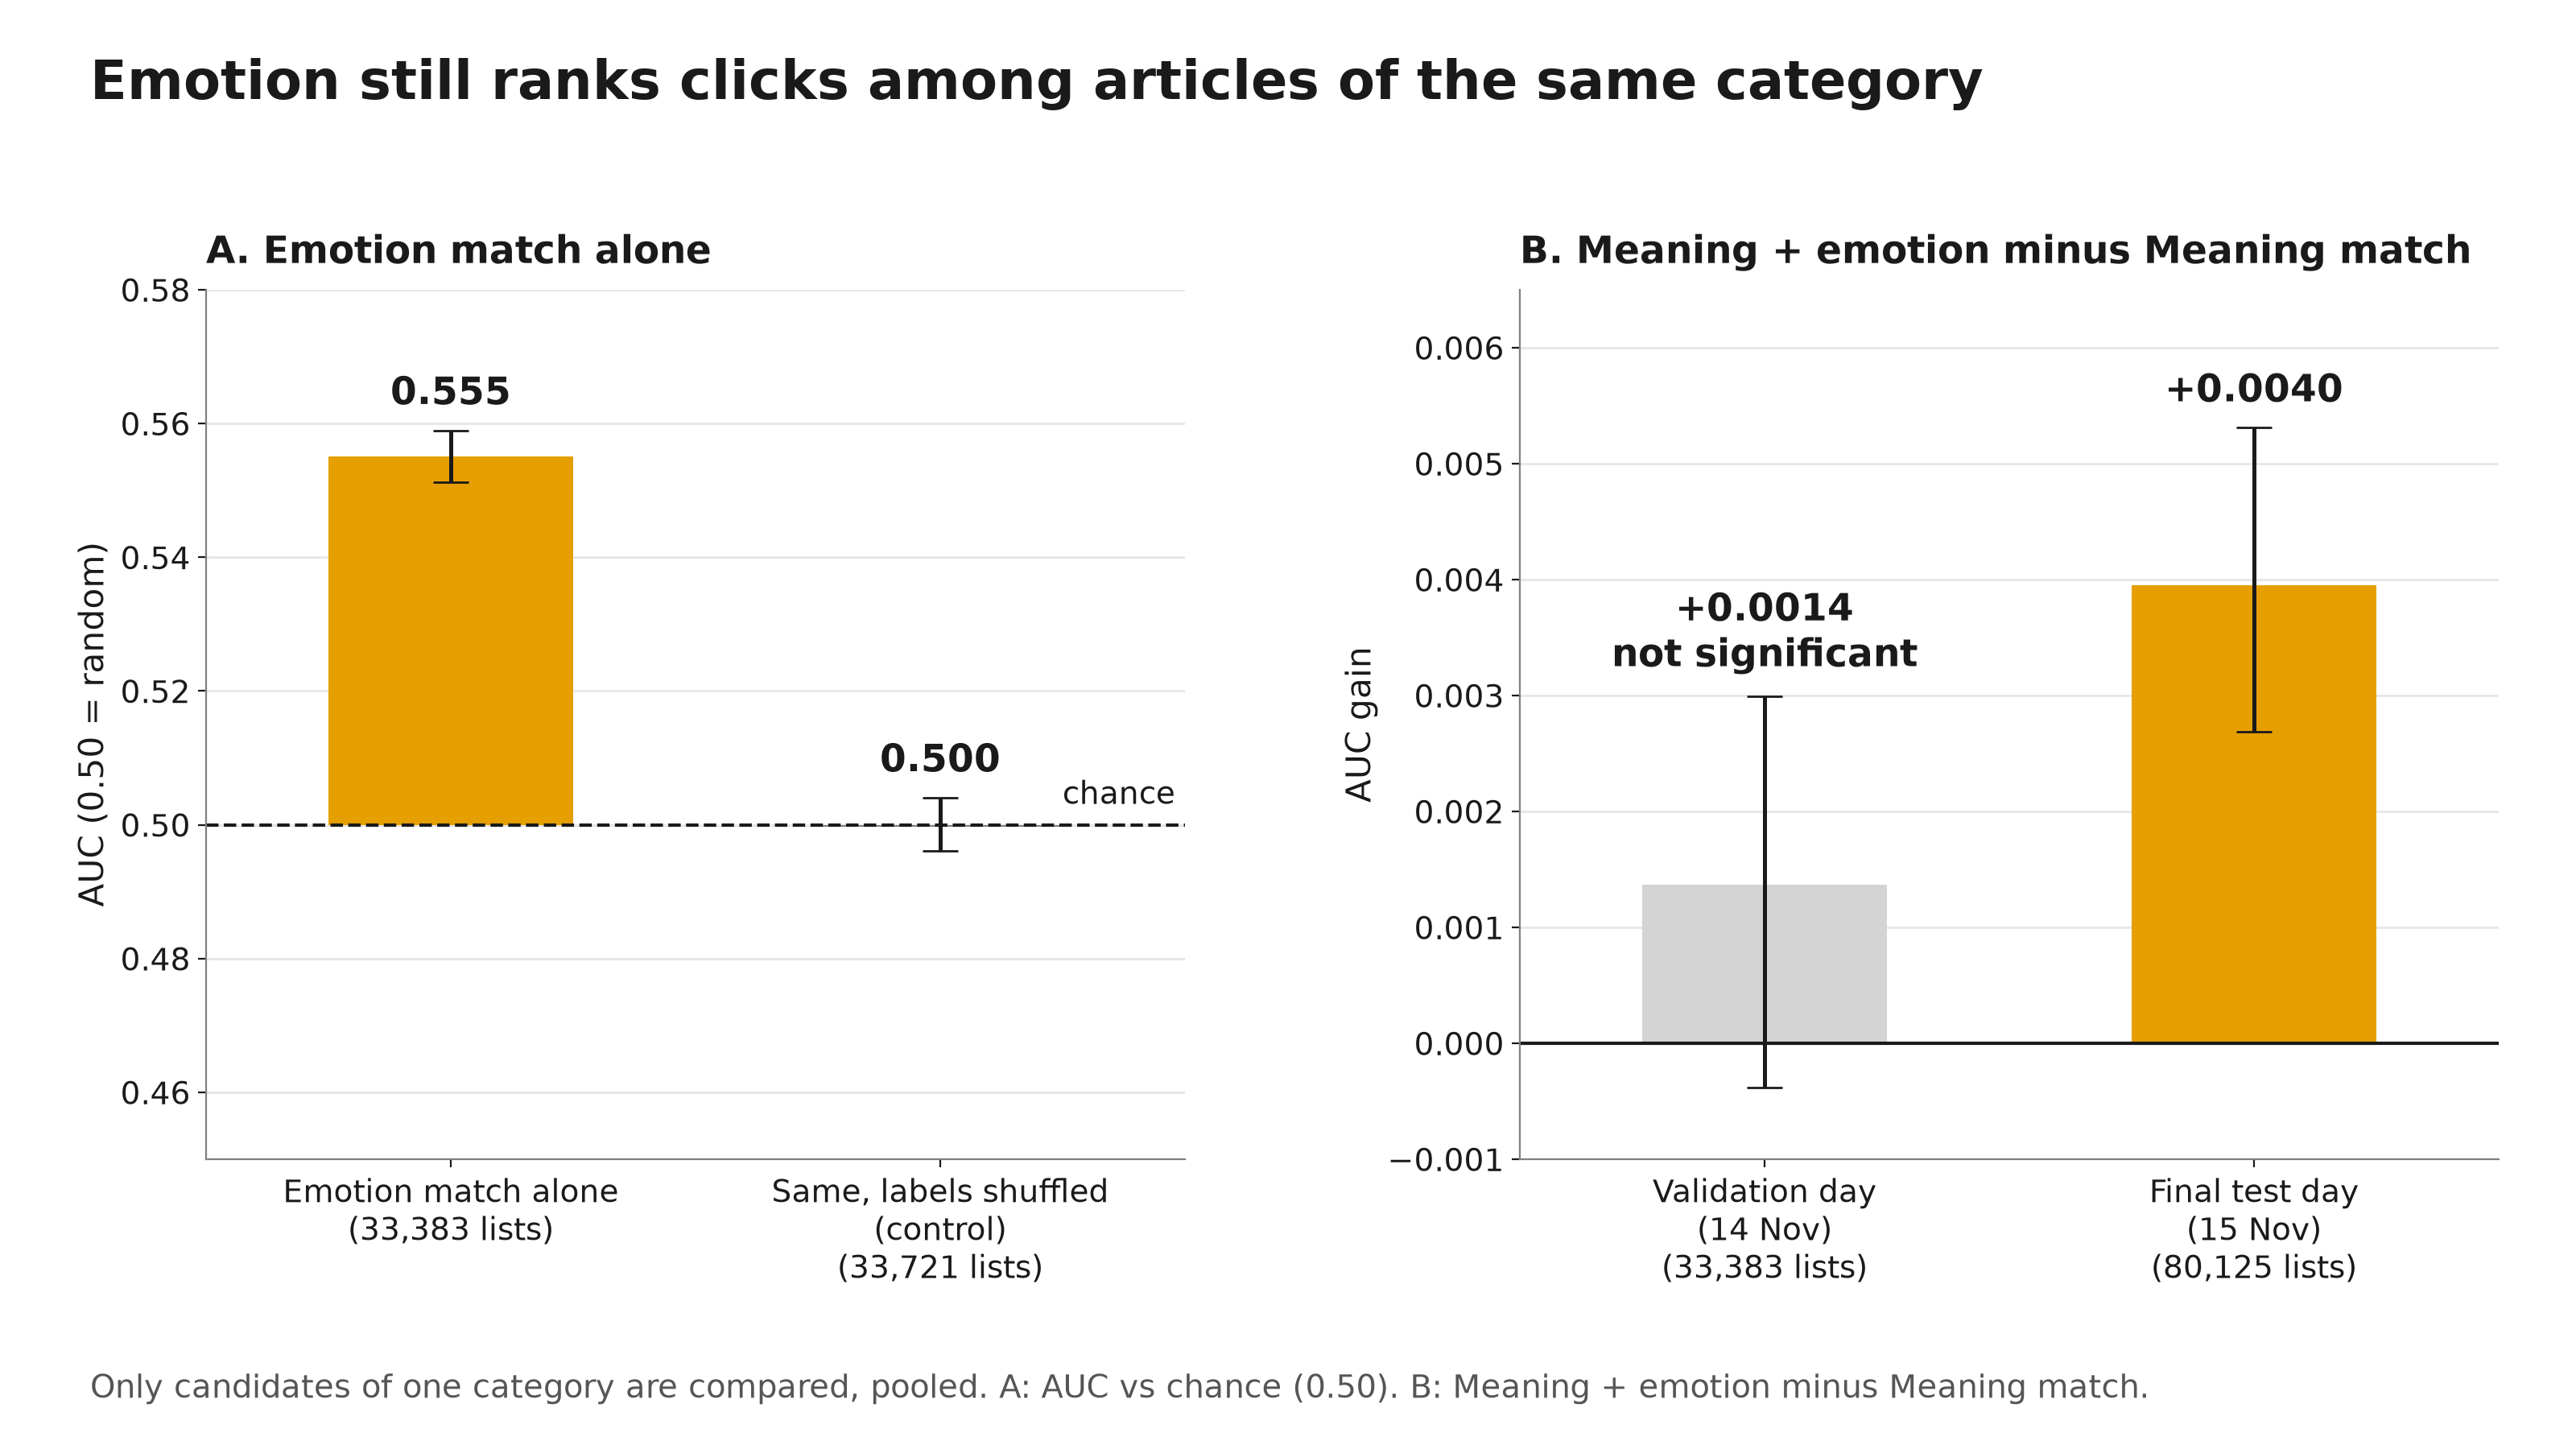 Emotion still ranks clicks among articles of the same category
A. Emotion match alone
AUC (0.50 = random)
0.58
0.56
0.54
0.52
0.50
0.48
0.46
0.555
0.500
chance
Emotion match alone
(33,383 lists)
Same, labels shuffled
(control)
(33,721 lists)
B. Meaning + emotion minus Meaning match
AUC gain
0.006
0.005
0.004
0.003
0.002
0.001
0.000
−0.001
+0.0014
not significant
+0.0040
Validation day
(14 Nov)
(33,383 lists)
Final test day
(15 Nov)
(80,125 lists)
Only candidates of one category are compared, pooled. A: AUC vs chance (0.50). B: Meaning + emotion minus Meaning match.